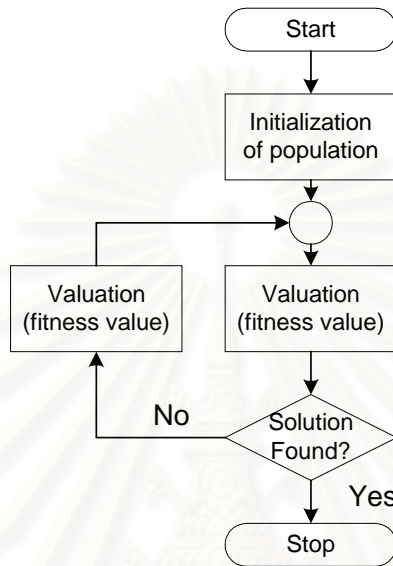 Start
Initialization
of population
Valuation
(fitness value)
Valuation
(fitness value)
No
Solution
Found?
Yes
Stop